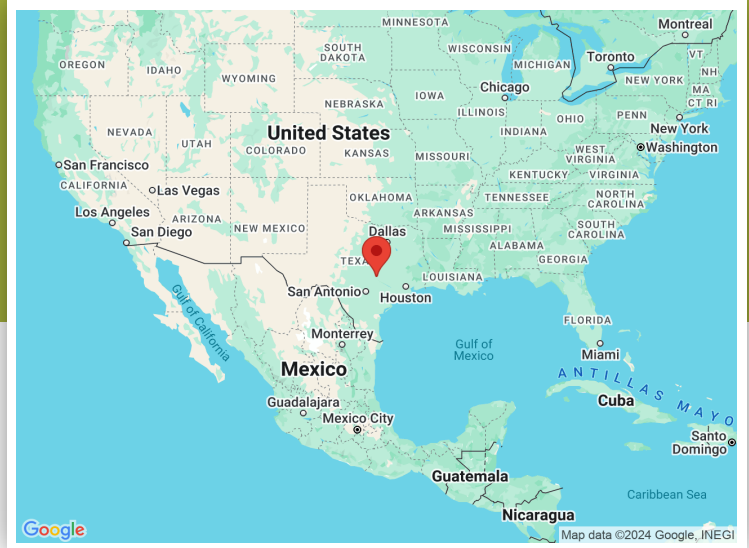 MINNESOTA
Montreal
OREGON
IDAHO
SOUTH
DAKOTA
WISCONSIN
MICHIGAN
Toronto
VT
NH
WYOMING
NEW YORK
MA
CT RI
Chicago
IOWA
NEBRASKA
ILLINOIS
INDIANA
OHIO
PENN
New York
NEVADA
UTAH
United States
COLORADO
KANSAS
MISSOURI
WEST
VIRGINIA
Washington
KENTUCKY
VIRGINIA
San Francisco
CALIFORNIA
Las Vegas
OKLAHOMA
TENNESSEE
NORTH
CAROLINA
Los Angeles
ARIZONA
NEW MEXICO
ARKANSAS
MISSISSIPPI
SOUTH
CAROLINA
San Diego
Dallas
ALABAMA
GEORGIA
TEXA
LOUISIANA
San Antonio
Houston
Gulf of California
FLORIDA
Monterrey
Gulf of
Mexico
Miami
Mexico
ANTILLAS MAYO
Cuba
Guadalajara
Mexico City
Santo
Domingo
Guatemala
Caribbean Sea
Nicaragua
Google
Map data ©2024 Google, INEGI